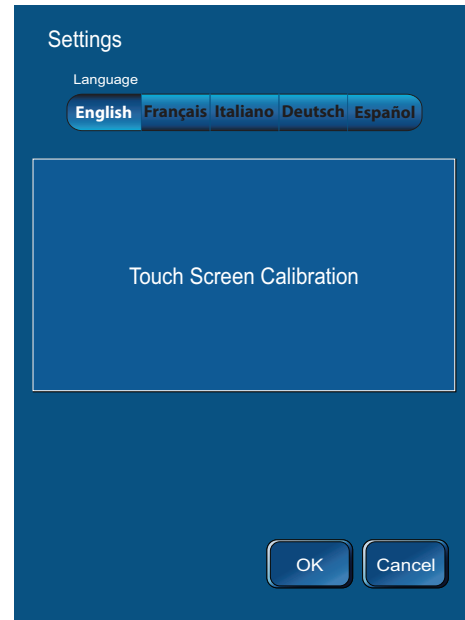 Settings
Language
English Français Italiano Deutsch Español
Touch Screen Calibration
OK Cancel